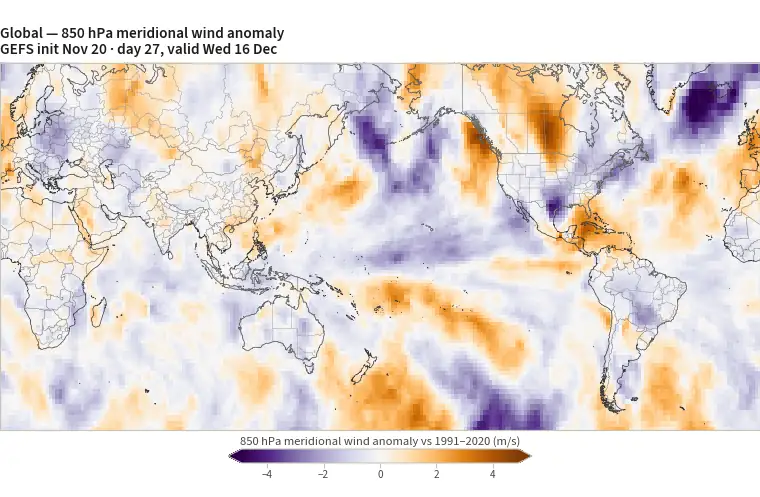 Global — 850 hPa meridional wind anomaly
GEFS init Nov 20 · day 27, valid Wed 16 Dec
850 hPa meridional wind anomaly vs 1991–2020 (m/s)
−4 −2 0 2 4